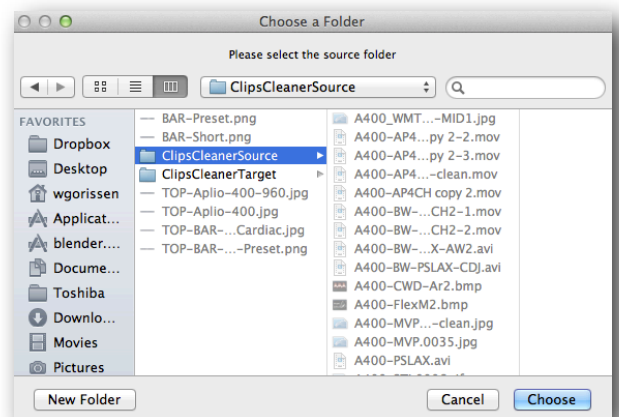 Choose a Folder
Please select the source folder
ClipsCleanerSource
FAVORITES
Dropbox
Desktop
wgorissen
Applicat...
blender....
Docume...
Toshiba
Downlo...
Movies
Pictures
BAR-Preset.png
BAR-Short.png
ClipsCleanerSource
ClipsCleanerTarget
TOP-Aplio-400-960.jpg
TOP-Aplio-400.jpg
TOP-BAR-...Cardiac.jpg
TOP-BAR-...-Preset.png
A400_WMT...-MID1.jpg
A400-AP4...py 2-2.mov
A400-AP4...py 2-3.mov
A400-AP4...-clean.mov
A400-AP4CH copy 2.mov
A400-BW-...CH2-1.mov
A400-BW-...CH2-2.mov
A400-BW-...X-AW2.avi
A400-BW-PSLAX-CDJ.avi
A400-CWD-Ar2.bmp
A400-FlexM2.bmp
A400-MVP...-clean.jpg
A400-MVP.0035.jpg
A400-PSLAX.avi
New Folder
Cancel
Choose